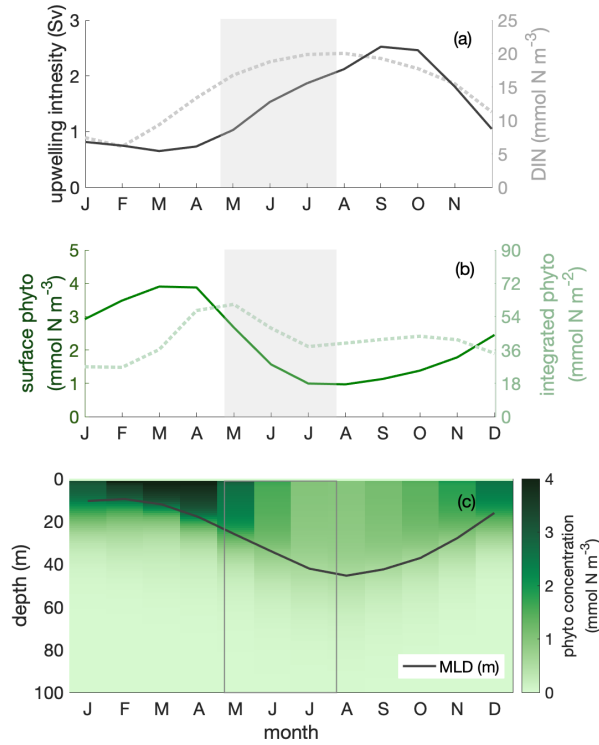 (a)
upwelling intnesity (Sv)
3
2
1
0
25
20
15
10
5
0
DIN (mmol N m-3)
J F M A M J J A S O N
(b)
surface phyto
(mmol N m-3)
5
4
3
2
1
0
90
72
54
36
18
0
integrated phyto
(mmol N m-2)
J F M A M J J A S O N D
(c)
depth (m)
0
20
40
60
80
100
MLD (m)
4
3
2
1
0
phyto concentration
(mmol N m-3)
J F M A M J J A S O N D
month